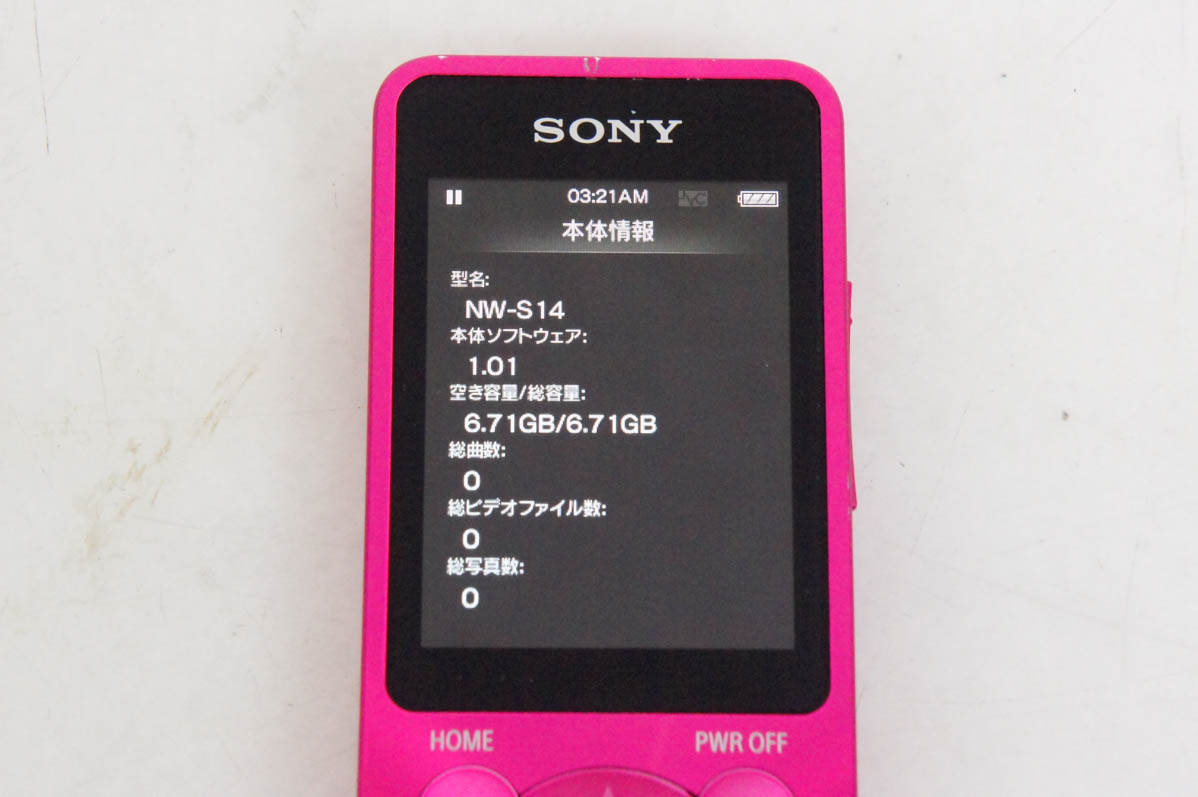 SONY
03:21AM
本体情報
型名:
NW-S14
本体ソフトウェア:
1.01
空き容量/総容量:
6.71GB/6.71GB
総曲数:
0
総ビデオファイル数:
0
総写真数:
0
HOME PWR OFF